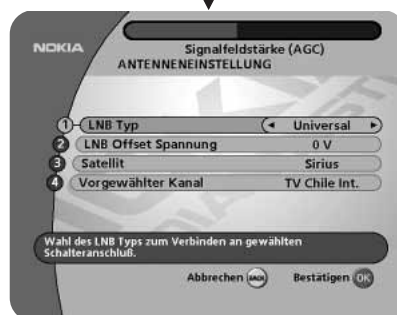 NOKIA
Signalfeldstärke (AGC)
ANTENNENEINSTELLUNG
1 LNB Typ Universal
2 LNB Offset Spannung 0 V
3 Satellit Sirius
4 Vorgewählter Kanal TV Chile Int.
Wahl des LNB Typs zum Verbinden an gewählten
Schalteranschluß.
Abbrechen BACK Bestätigen OK